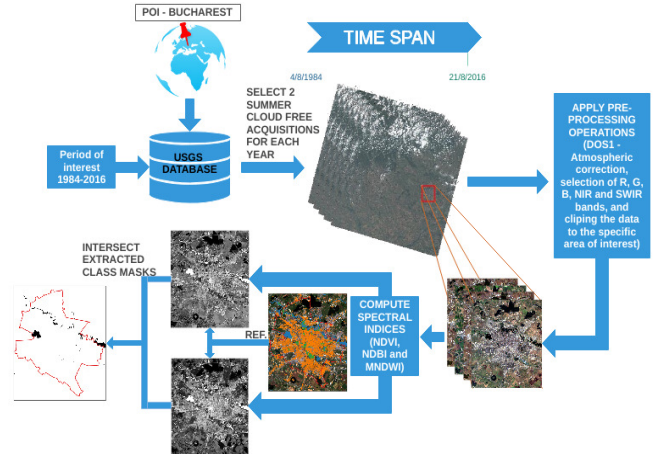 POI - BUCHAREST
TIME SPAN
4/8/1984
21/8/2016
SELECT 2
SUMMER
CLOUD FREE
ACQUISITIONS
FOR EACH
YEAR
Period of
interest
1984-2016
USGS
DATABASE
APPLY PRE-
PROCESSING
OPERATIONS
(DOS1 -
Atmospheric
correction,
selection of R, G,
B, NIR and SWIR
bands, and
cliping the data
to the specific
area of interest)
INTERSECT
EXTRACTED
CLASS MASKS
REF.
COMPUTE
SPECTRAL
INDICES
(NDVI,
NDBI and
MNDWI)